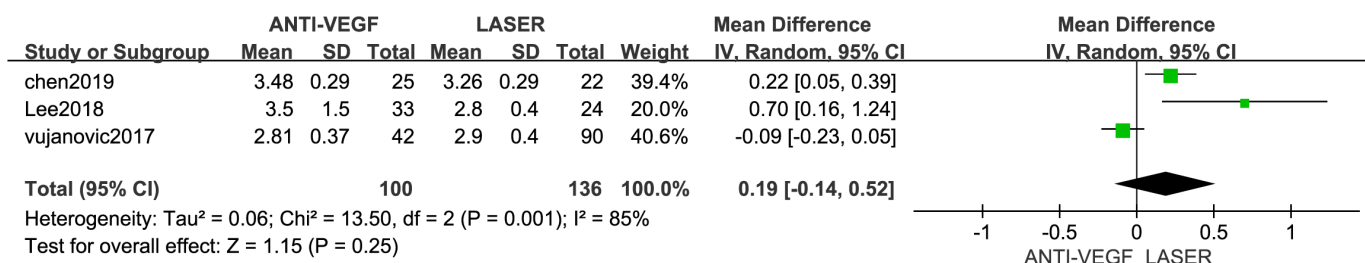 ANTI-VEGF LASER Mean Difference Mean Difference
Study or Subgroup Mean SD Total Mean SD Total Weight IV, Random, 95% CI IV, Random, 95% CI
chen2019 3.48 0.29 25 3.26 0.29 22 39.4% 0.22 [0.05, 0.39]
Lee2018 3.5 1.5 33 2.8 0.4 24 20.0% 0.70 [0.16, 1.24]
vujanovic2017 2.81 0.37 42 2.9 0.4 90 40.6% -0.09 [-0.23, 0.05]
Total (95% CI) 100 136 100.0% 0.19 [-0.14, 0.52]
Heterogeneity: Tau² = 0.06; Chi² = 13.50, df = 2 (P = 0.001); I² = 85%
Test for overall effect: Z = 1.15 (P = 0.25)
-1 -0.5 0 0.5 1
ANTI-VEGF LASER